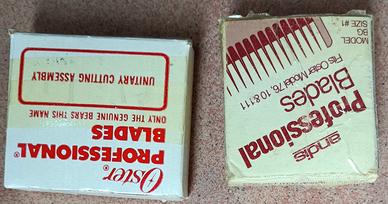 Oster®
PROFESSIONAL®
BLADES
ONLY THE GENUINE BEARS THIS NAME
UNITARY CUTTING ASSEMBLY
andis
Professional
Blades
Fits Oster Model 76, 10 & 111
MODEL
BG
SIZE #1